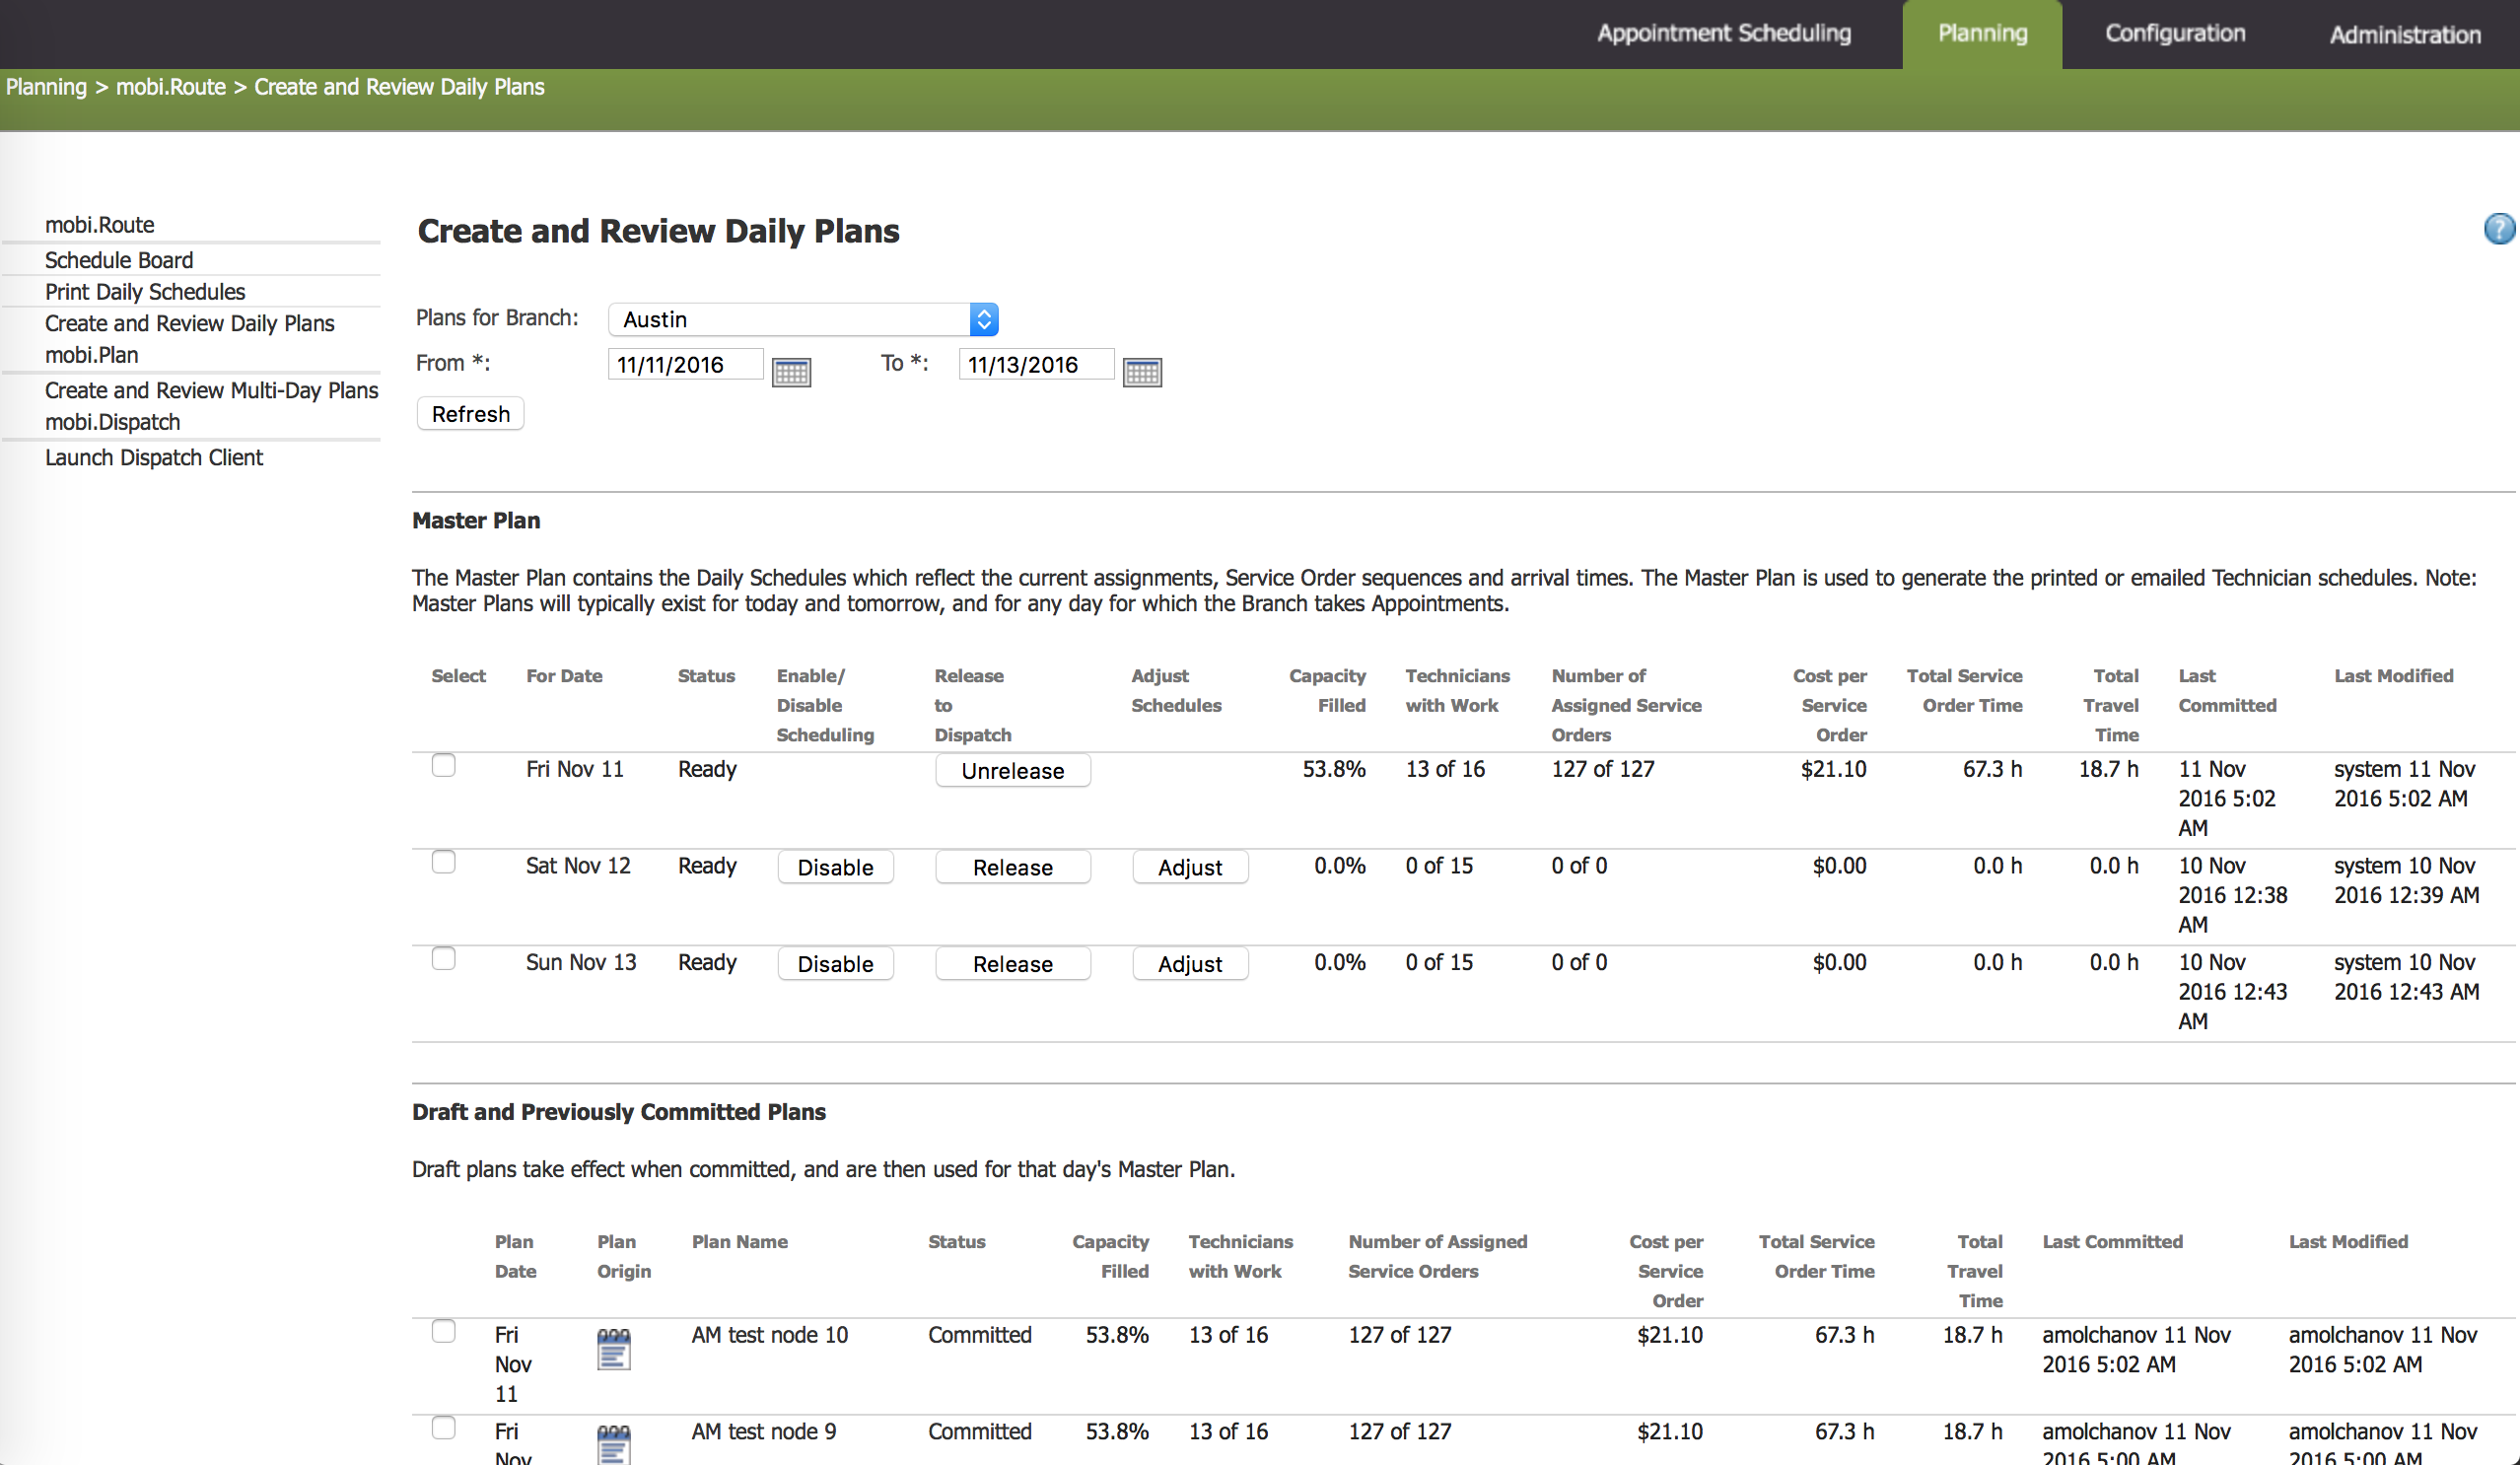 Appointment Scheduling
Planning
Configuration
Administration
Planning > mobi.Route > Create and Review Daily Plans
mobi.Route
Schedule Board
Print Daily Schedules
Create and Review Daily Plans
mobi.Plan
Create and Review Multi-Day Plans
mobi.Dispatch
Launch Dispatch Client
Create and Review Daily Plans
?
Plans for Branch: Austin
From *: 11/11/2016 To *: 11/13/2016
Refresh
Master Plan
The Master Plan contains the Daily Schedules which reflect the current assignments, Service Order sequences and arrival times. The Master Plan is used to generate the printed or emailed Technician schedules. Note:
Master Plans will typically exist for today and tomorrow, and for any day for which the Branch takes Appointments.
Select For Date Status Enable/ Release Adjust Capacity Technicians Number of Cost per Total Service Total Last Last Modified
Disable to Schedules Filled with Work Assigned Service Service Order Time Travel Committed
Scheduling Dispatch Orders Order Time
Fri Nov 11 Ready Unrelease 53.8% 13 of 16 127 of 127 $21.10 67.3 h 18.7 h 11 Nov system 11 Nov
2016 5:02 2016 5:02 AM
AM
Sat Nov 12 Ready Disable Release Adjust 0.0% 0 of 15 0 of 0 $0.00 0.0 h 0.0 h 10 Nov system 10 Nov
2016 12:38 2016 12:39 AM
AM
Sun Nov 13 Ready Disable Release Adjust 0.0% 0 of 15 0 of 0 $0.00 0.0 h 0.0 h 10 Nov system 10 Nov
2016 12:43 2016 12:43 AM
AM
Draft and Previously Committed Plans
Draft plans take effect when committed, and are then used for that day's Master Plan.
Plan Plan Plan Name Status Capacity Technicians Number of Assigned Cost per Total Service Total Last Committed Last Modified
Date Origin Filled with Work Service Orders Service Order Time Travel
Order Time
Fri AM test node 10 Committed 53.8% 13 of 16 127 of 127 $21.10 67.3 h 18.7 h amolchanov 11 Nov amolchanov 11 Nov
Nov 2016 5:02 AM 2016 5:02 AM
11
Fri AM test node 9 Committed 53.8% 13 of 16 127 of 127 $21.10 67.3 h 18.7 h amolchanov 11 Nov amolchanov 11 Nov
Nov 2016 5:00 AM 2016 5:00 AM